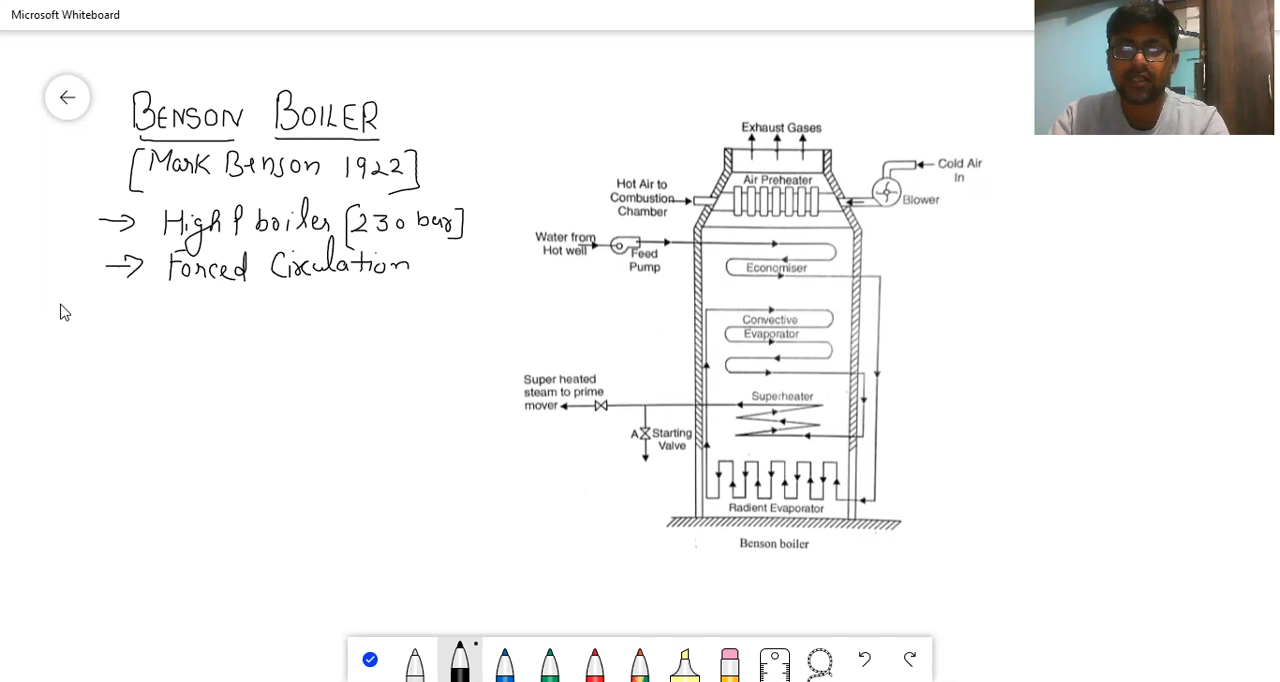 Microsoft Whiteboard
BENSON BOILER
[Mark Benson 1922]
→ High P boiler [230 bar]
→ Forced Circulation
Exhaust Gases
Air Preheater
Cold Air
In
Blower
Hot Air to
Combustion
Chamber
Water from
Hot well
Feed
Pump
Economiser
Convective
Evaporator
Super heated
steam to prime
mover
Superheater
A Starting
Valve
Radient Evaporator
Benson boiler